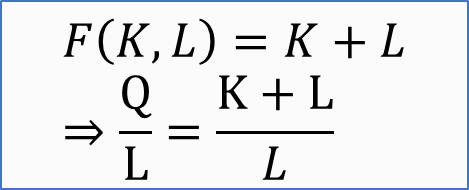 F(K, L) = K + L
⇒ Q/L = (K + L)/L